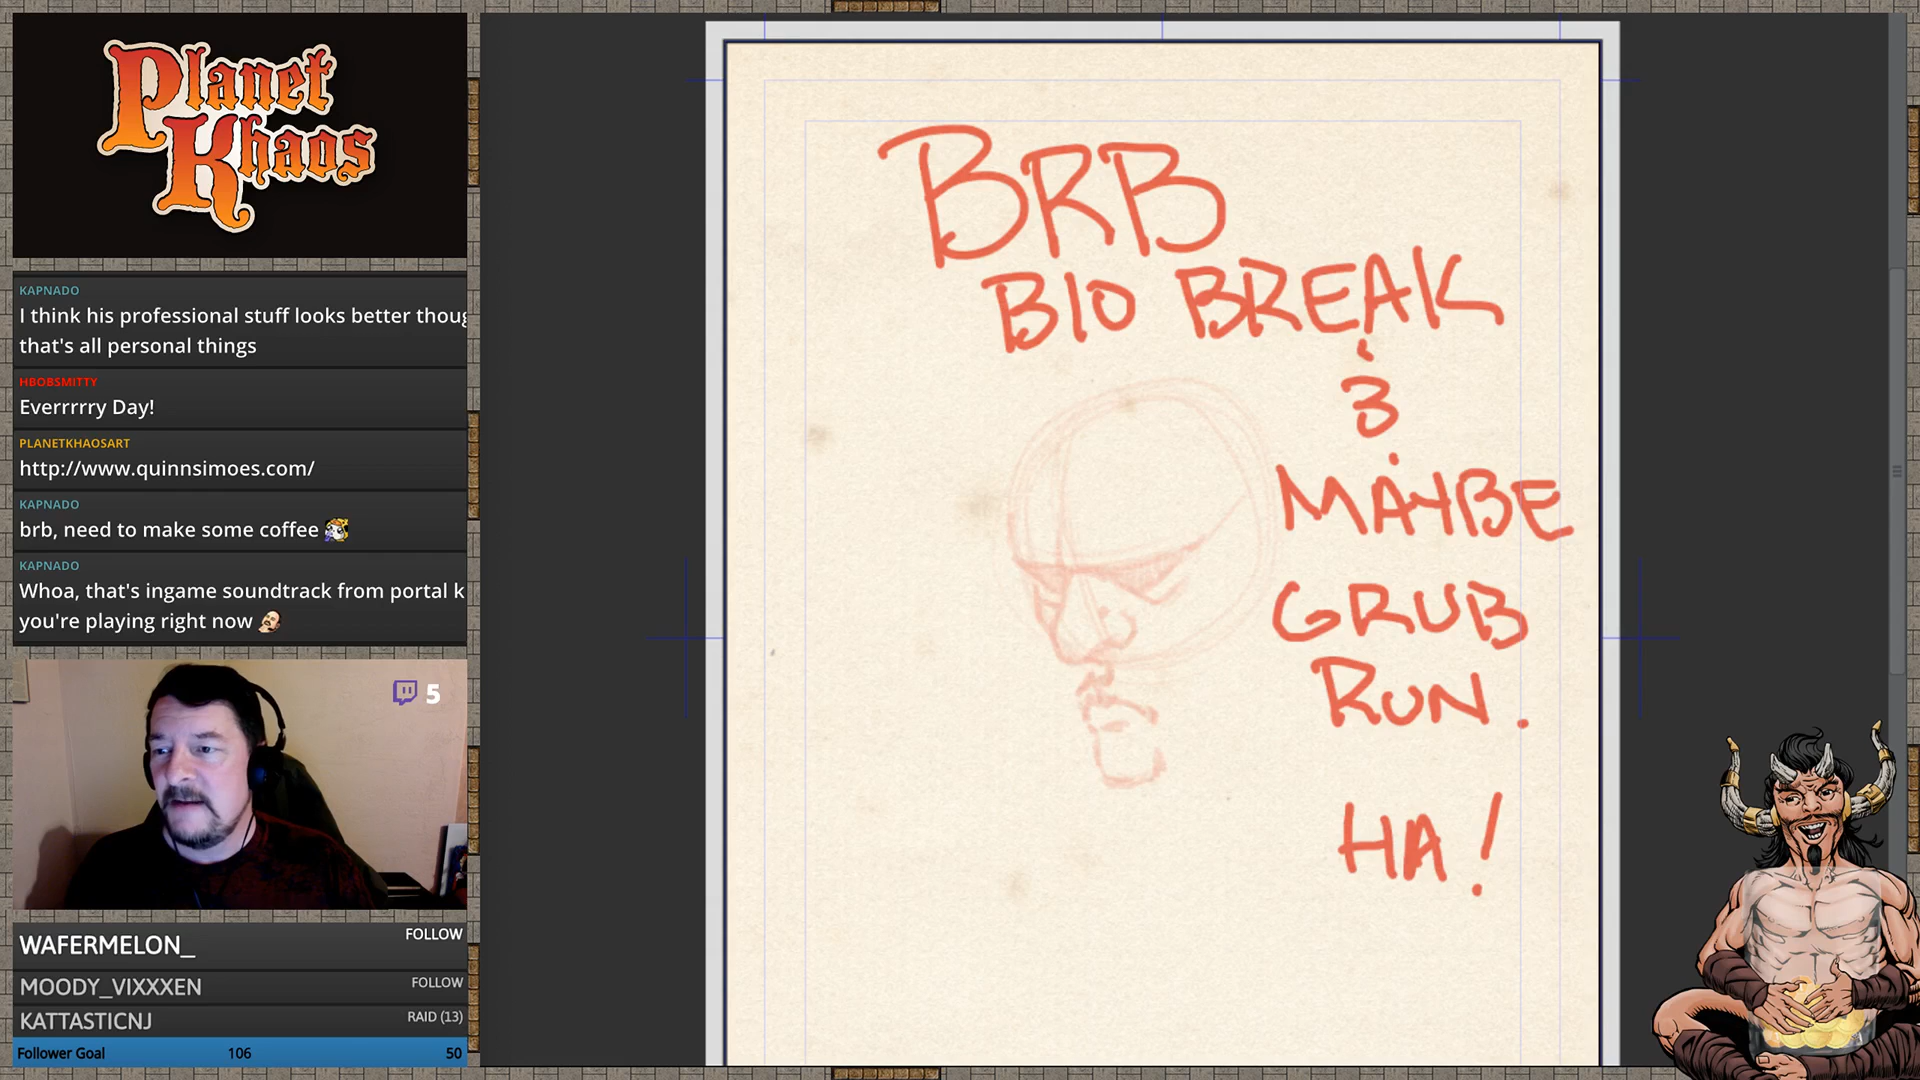 Planet
Khaos
KAPNADO
I think his professional stuff looks better thoug
that's all personal things
HBOBSMITTY
Everrrrry Day!
PLANETKHAOSART
http://www.quinnsimoes.com/
KAPNADO
brb, need to make some coffee
KAPNADO
Whoa, that's ingame soundtrack from portal k
you're playing right now
5
WAFERMELON_ FOLLOW
MOODY_VIXXXEN FOLLOW
KATTASTICNJ RAID (13)
Follower Goal 106 50
BRB
BIO BREAK
&
MAYBE
GRUB
RUN.
HA!